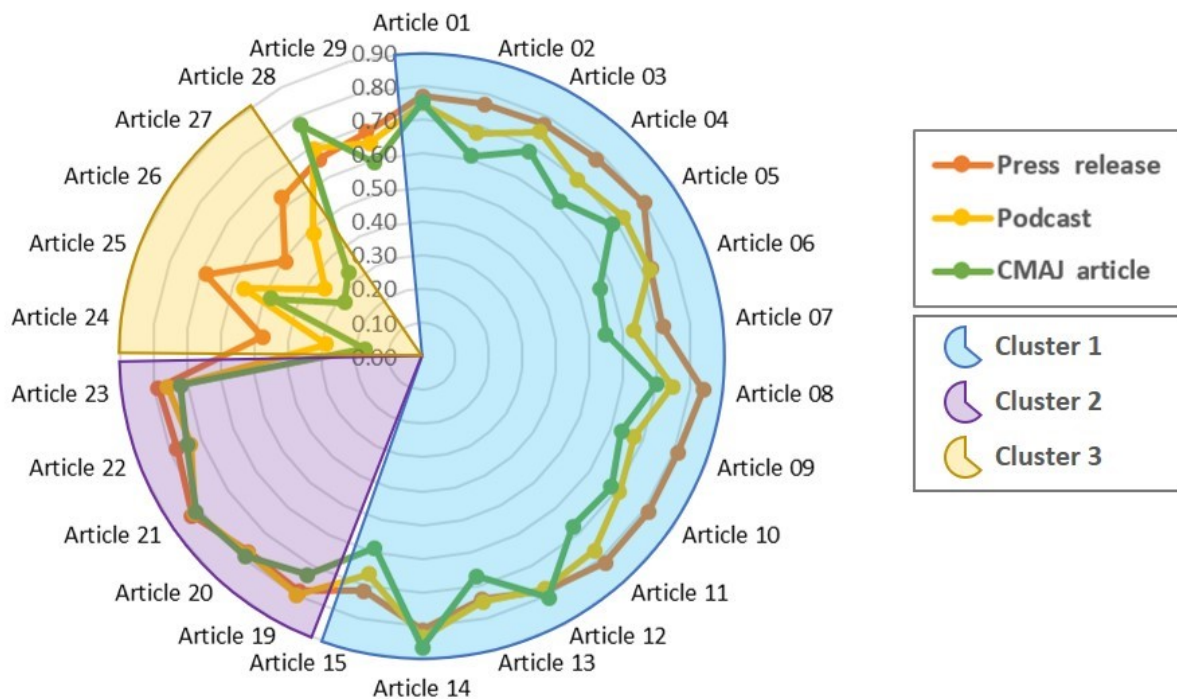 Article 01
Article 02
Article 03
Article 04
Article 05
Article 06
Article 07
Article 08
Article 09
Article 10
Article 11
Article 12
Article 13
Article 14
Article 15
Article 19
Article 20
Article 21
Article 22
Article 23
Article 24
Article 25
Article 26
Article 27
Article 28
Article 29
0.90
0.80
0.70
0.60
0.50
0.40
0.30
0.20
0.10
0.00
Press release
Podcast
CMAJ article
Cluster 1
Cluster 2
Cluster 3